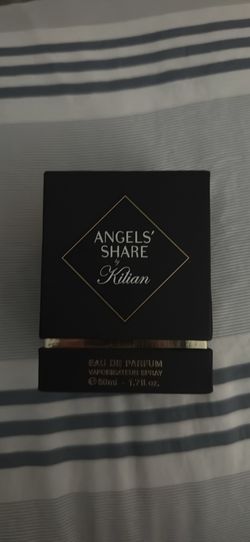 ANGELS'
SHARE
by
Kilian
EAU DE PARFUM
VAPORISATEUR SPRAY
℮ 50ml - 1.7fl.oz.